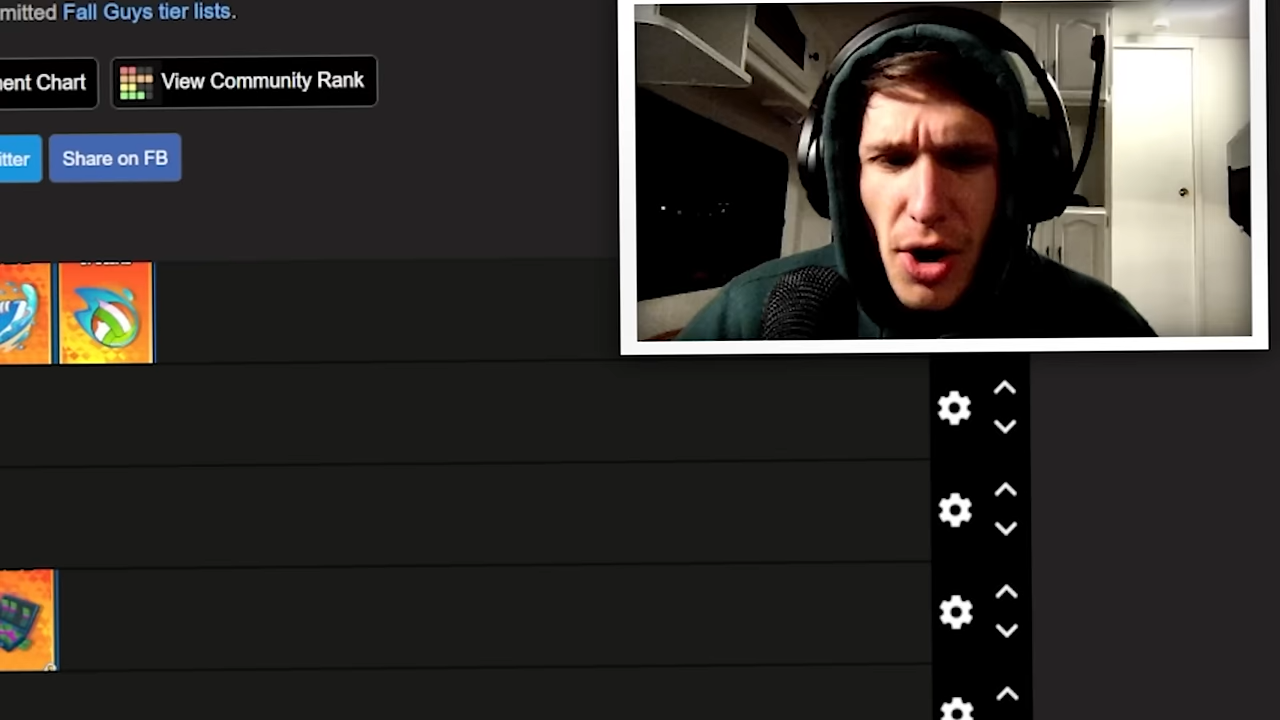 mitted Fall Guys tier lists.
ent Chart
View Community Rank
itter
Share on FB